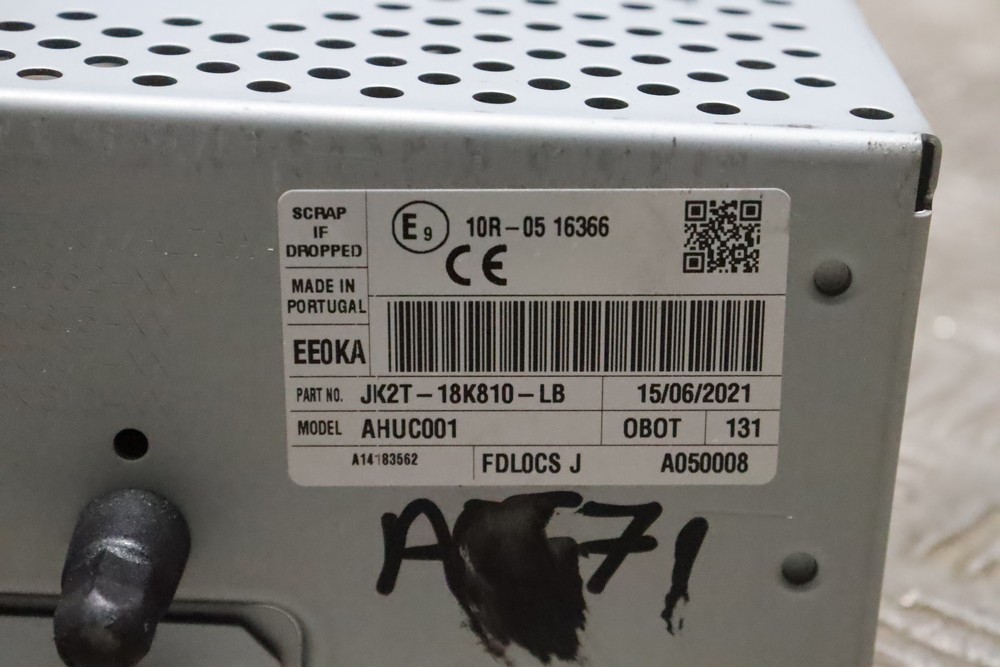 SCRAP
IF
DROPPED
E9 10R-05 16366
CE
MADE IN
PORTUGAL
EE0KA
PART NO. JK2T-18K810-LB 15/06/2021
MODEL AHUC001 OBOT 131
A14183562 FDLOCS J A050008
71